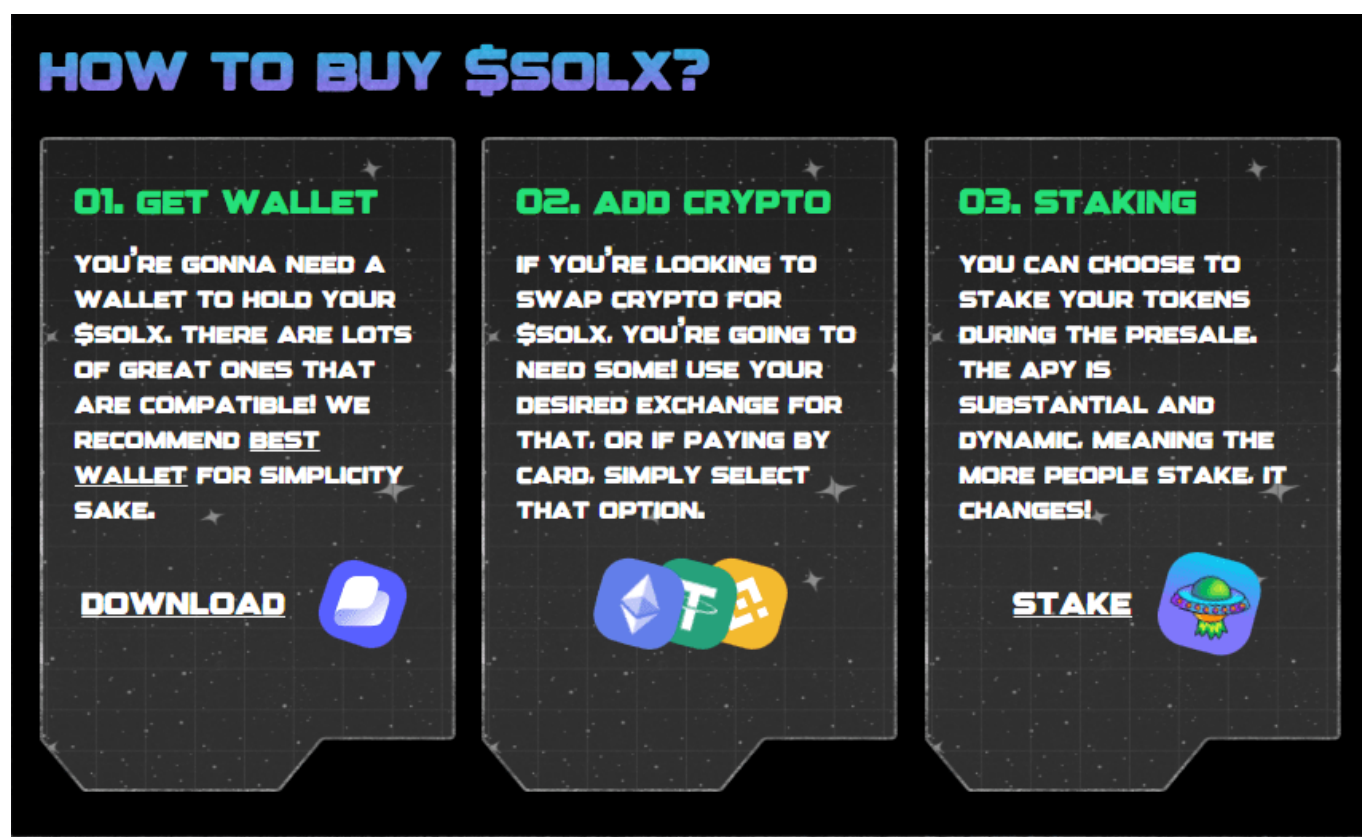 HOW TO BUY $SOLX?
01. GET WALLET
YOU'RE GONNA NEED A
WALLET TO HOLD YOUR
$SOLX. THERE ARE LOTS
OF GREAT ONES THAT
ARE COMPATIBLE! WE
RECOMMEND BEST
WALLET FOR SIMPLICITY
SAKE.
DOWNLOAD
02. ADD CRYPTO
IF YOU'RE LOOKING TO
SWAP CRYPTO FOR
$SOLX, YOU'RE GOING TO
NEED SOME! USE YOUR
DESIRED EXCHANGE FOR
THAT, OR IF PAYING BY
CARD, SIMPLY SELECT
THAT OPTION.
03. STAKING
YOU CAN CHOOSE TO
STAKE YOUR TOKENS
DURING THE PRESALE.
THE APY IS
SUBSTANTIAL AND
DYNAMIC, MEANING THE
MORE PEOPLE STAKE, IT
CHANGES!
STAKE